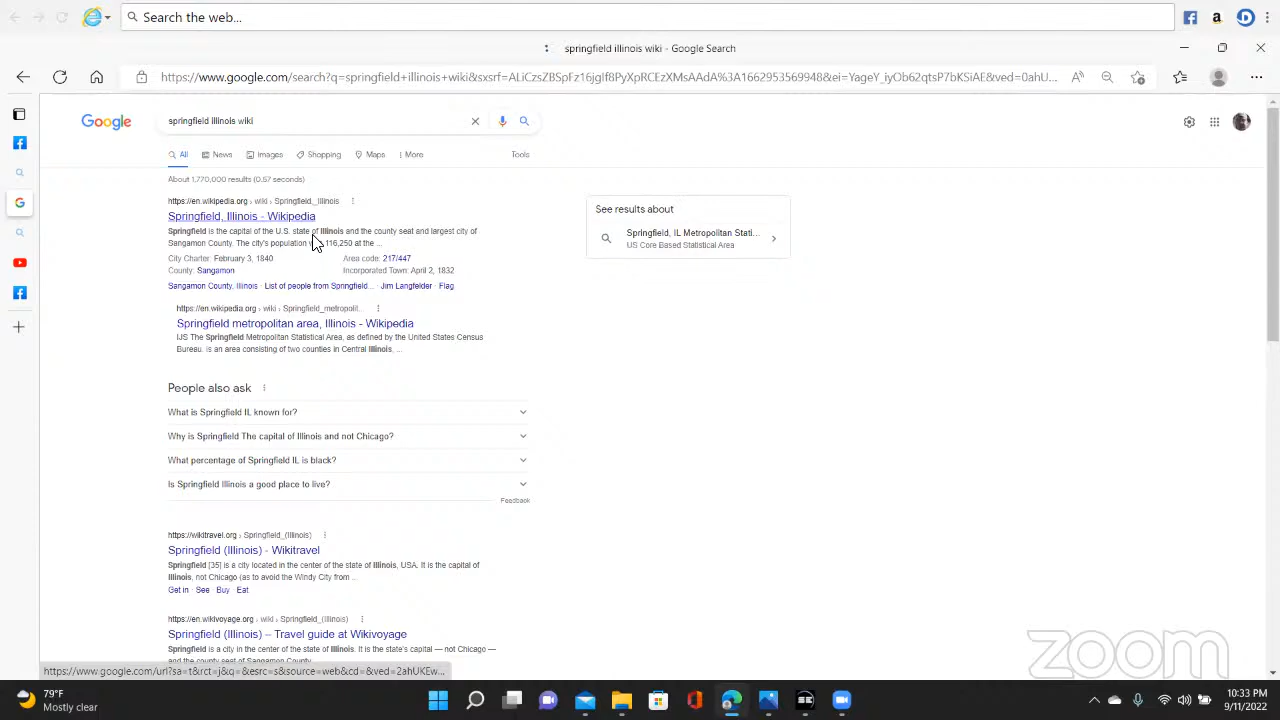 Search the web...
springfield illinois wiki - Google Search
https://www.google.com/search?q=springfield+illinois+wiki&sxsrf=ALiCzsZBSpFz16jgIf8PyXpRCEzXMsAAdA%3A1662953569948&ei=YageY_iyOb62qtsP7bKSiAE&ved=0ahU...
Google
springfield illinois wiki
All
News
Images
Shopping
Maps
More
Tools
About 1,770,000 results (0.57 seconds)
https://en.wikipedia.org › wiki › Springfield,_Illinois
Springfield, Illinois - Wikipedia
Springfield is the capital of the U.S. state of Illinois and the county seat and largest city of
Sangamon County. The city's population 116,250 at the ...
City Charter: February 3, 1840
Area code: 217/447
County: Sangamon
Incorporated Town: April 2, 1832
Sangamon County, Illinois · List of people from Springfield... · Jim Langfelder · Flag
https://en.wikipedia.org › wiki › Springfield_metropolit...
Springfield metropolitan area, Illinois - Wikipedia
IJS The Springfield Metropolitan Statistical Area, as defined by the United States Census
Bureau, is an area consisting of two counties in Central Illinois, ...
See results about
Springfield, IL Metropolitan Stati...
US Core Based Statistical Area
People also ask
What is Springfield IL known for?
Why is Springfield The capital of Illinois and not Chicago?
What percentage of Springfield IL is black?
Is Springfield Illinois a good place to live?
Feedback
https://wikitravel.org › Springfield_(Illinois)
Springfield (Illinois) - Wikitravel
Springfield [35] is a city located in the center of the state of Illinois, USA. It is the capital of
Illinois, not Chicago (as to avoid the Windy City from ...
Get in · See · Buy · Eat
https://en.wikivoyage.org › wiki › Springfield_(Illinois)
Springfield (Illinois) – Travel guide at Wikivoyage
Springfield is a city in the center of the state of Illinois. It is the state's capital — not Chicago —
and the county seat of Sangamon County.
https://www.google.com/url?sa=t&rct=j&q=&esrc=s&source=web&cd=&ved=2ahUKEw...
zoom
79°F
Mostly clear
10:33 PM
9/11/2022